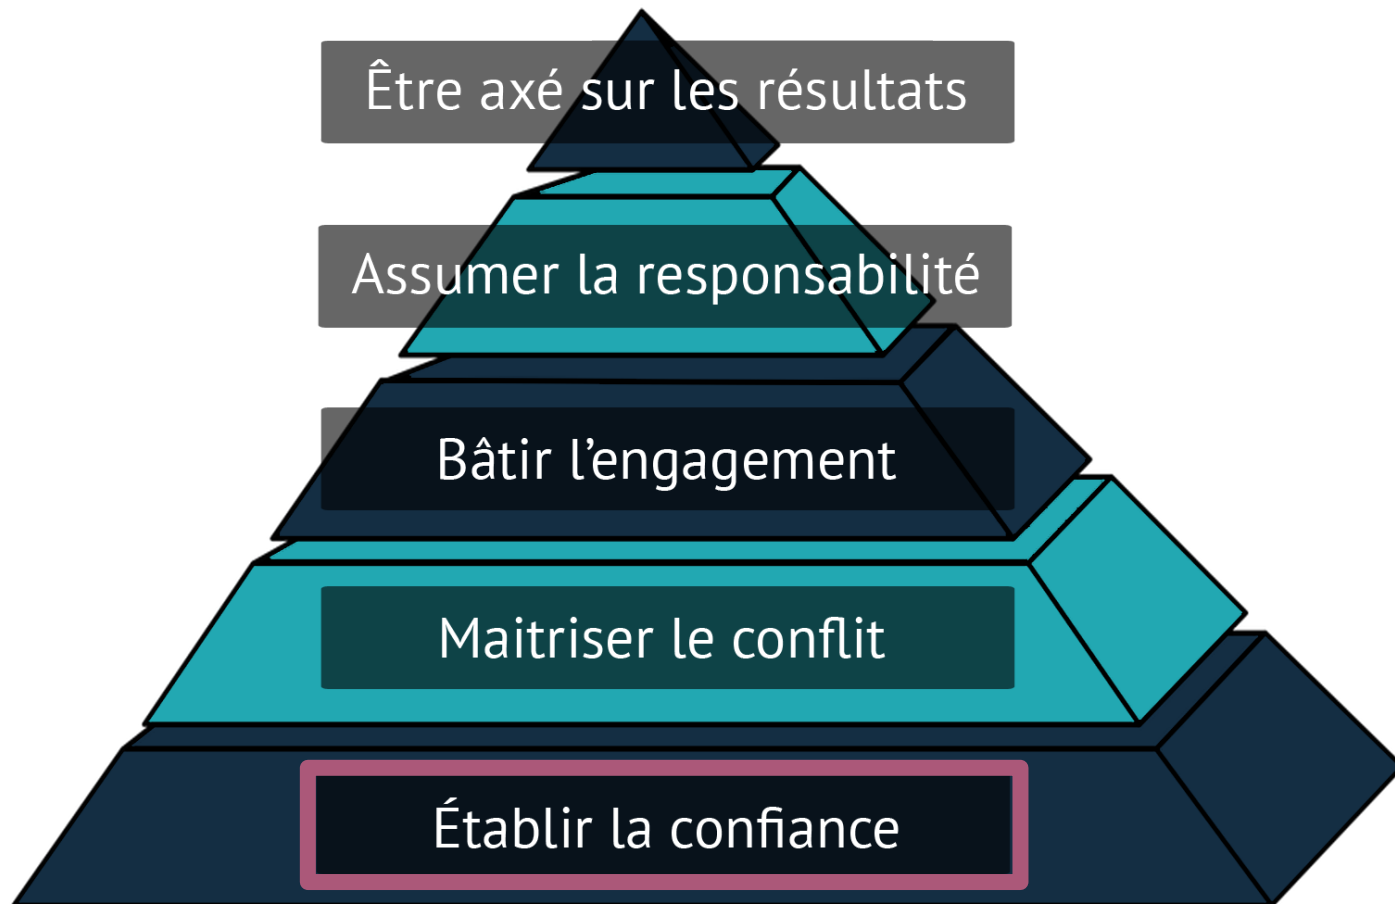 Être axé sur les résultats
Assumer la responsabilité
Bâtir l’engagement
Maitriser le conflit
Établir la confiance